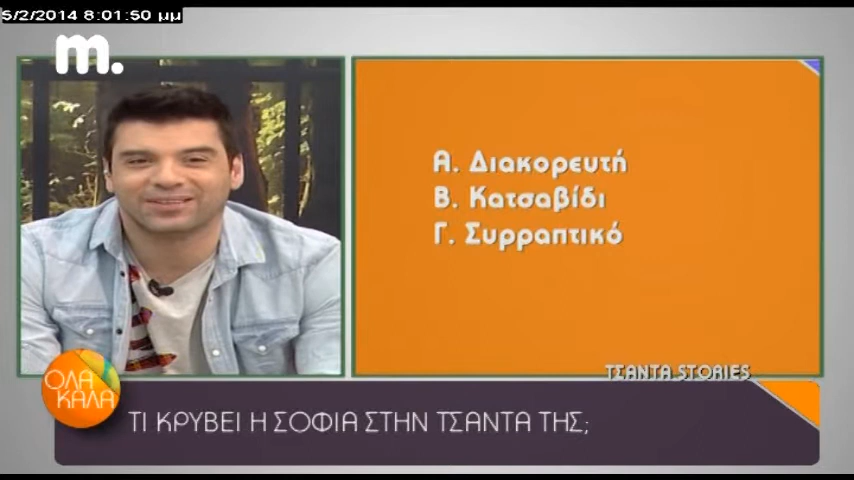 5/2/2014 8:01:50 μμ
m.
Α. Διακορευτή
Β. Κατσαβίδι
Γ. Συρραπτικό
ΤΣΑΝΤΑ STORIES
ΟΛΑ
ΚΑΛΑ
ΤΙ ΚΡΥΒΕΙ Η ΣΟΦΙΑ ΣΤΗΝ ΤΣΑΝΤΑ ΤΗΣ;